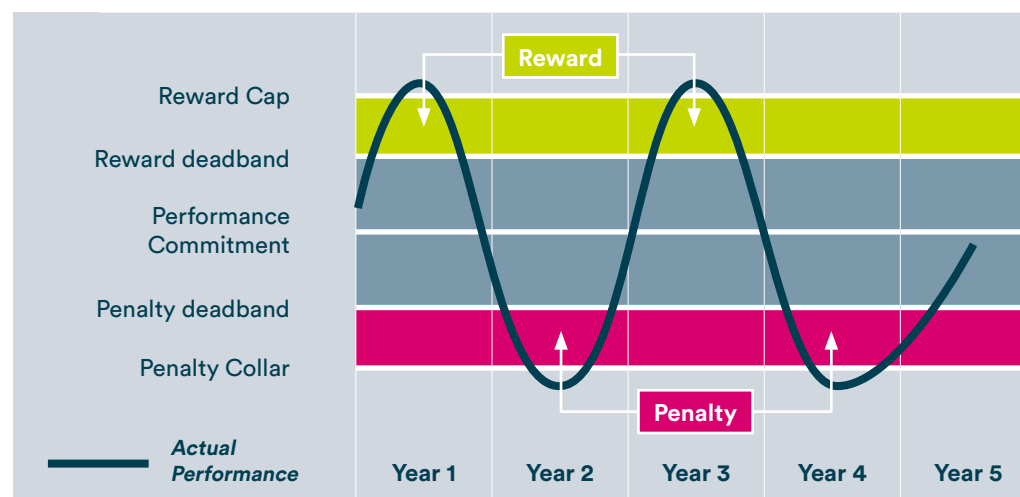 Reward
Reward Cap
Reward deadband
Performance
Commitment
Penalty deadband
Penalty Collar
Penalty
Actual
Performance
Year 1
Year 2
Year 3
Year 4
Year 5